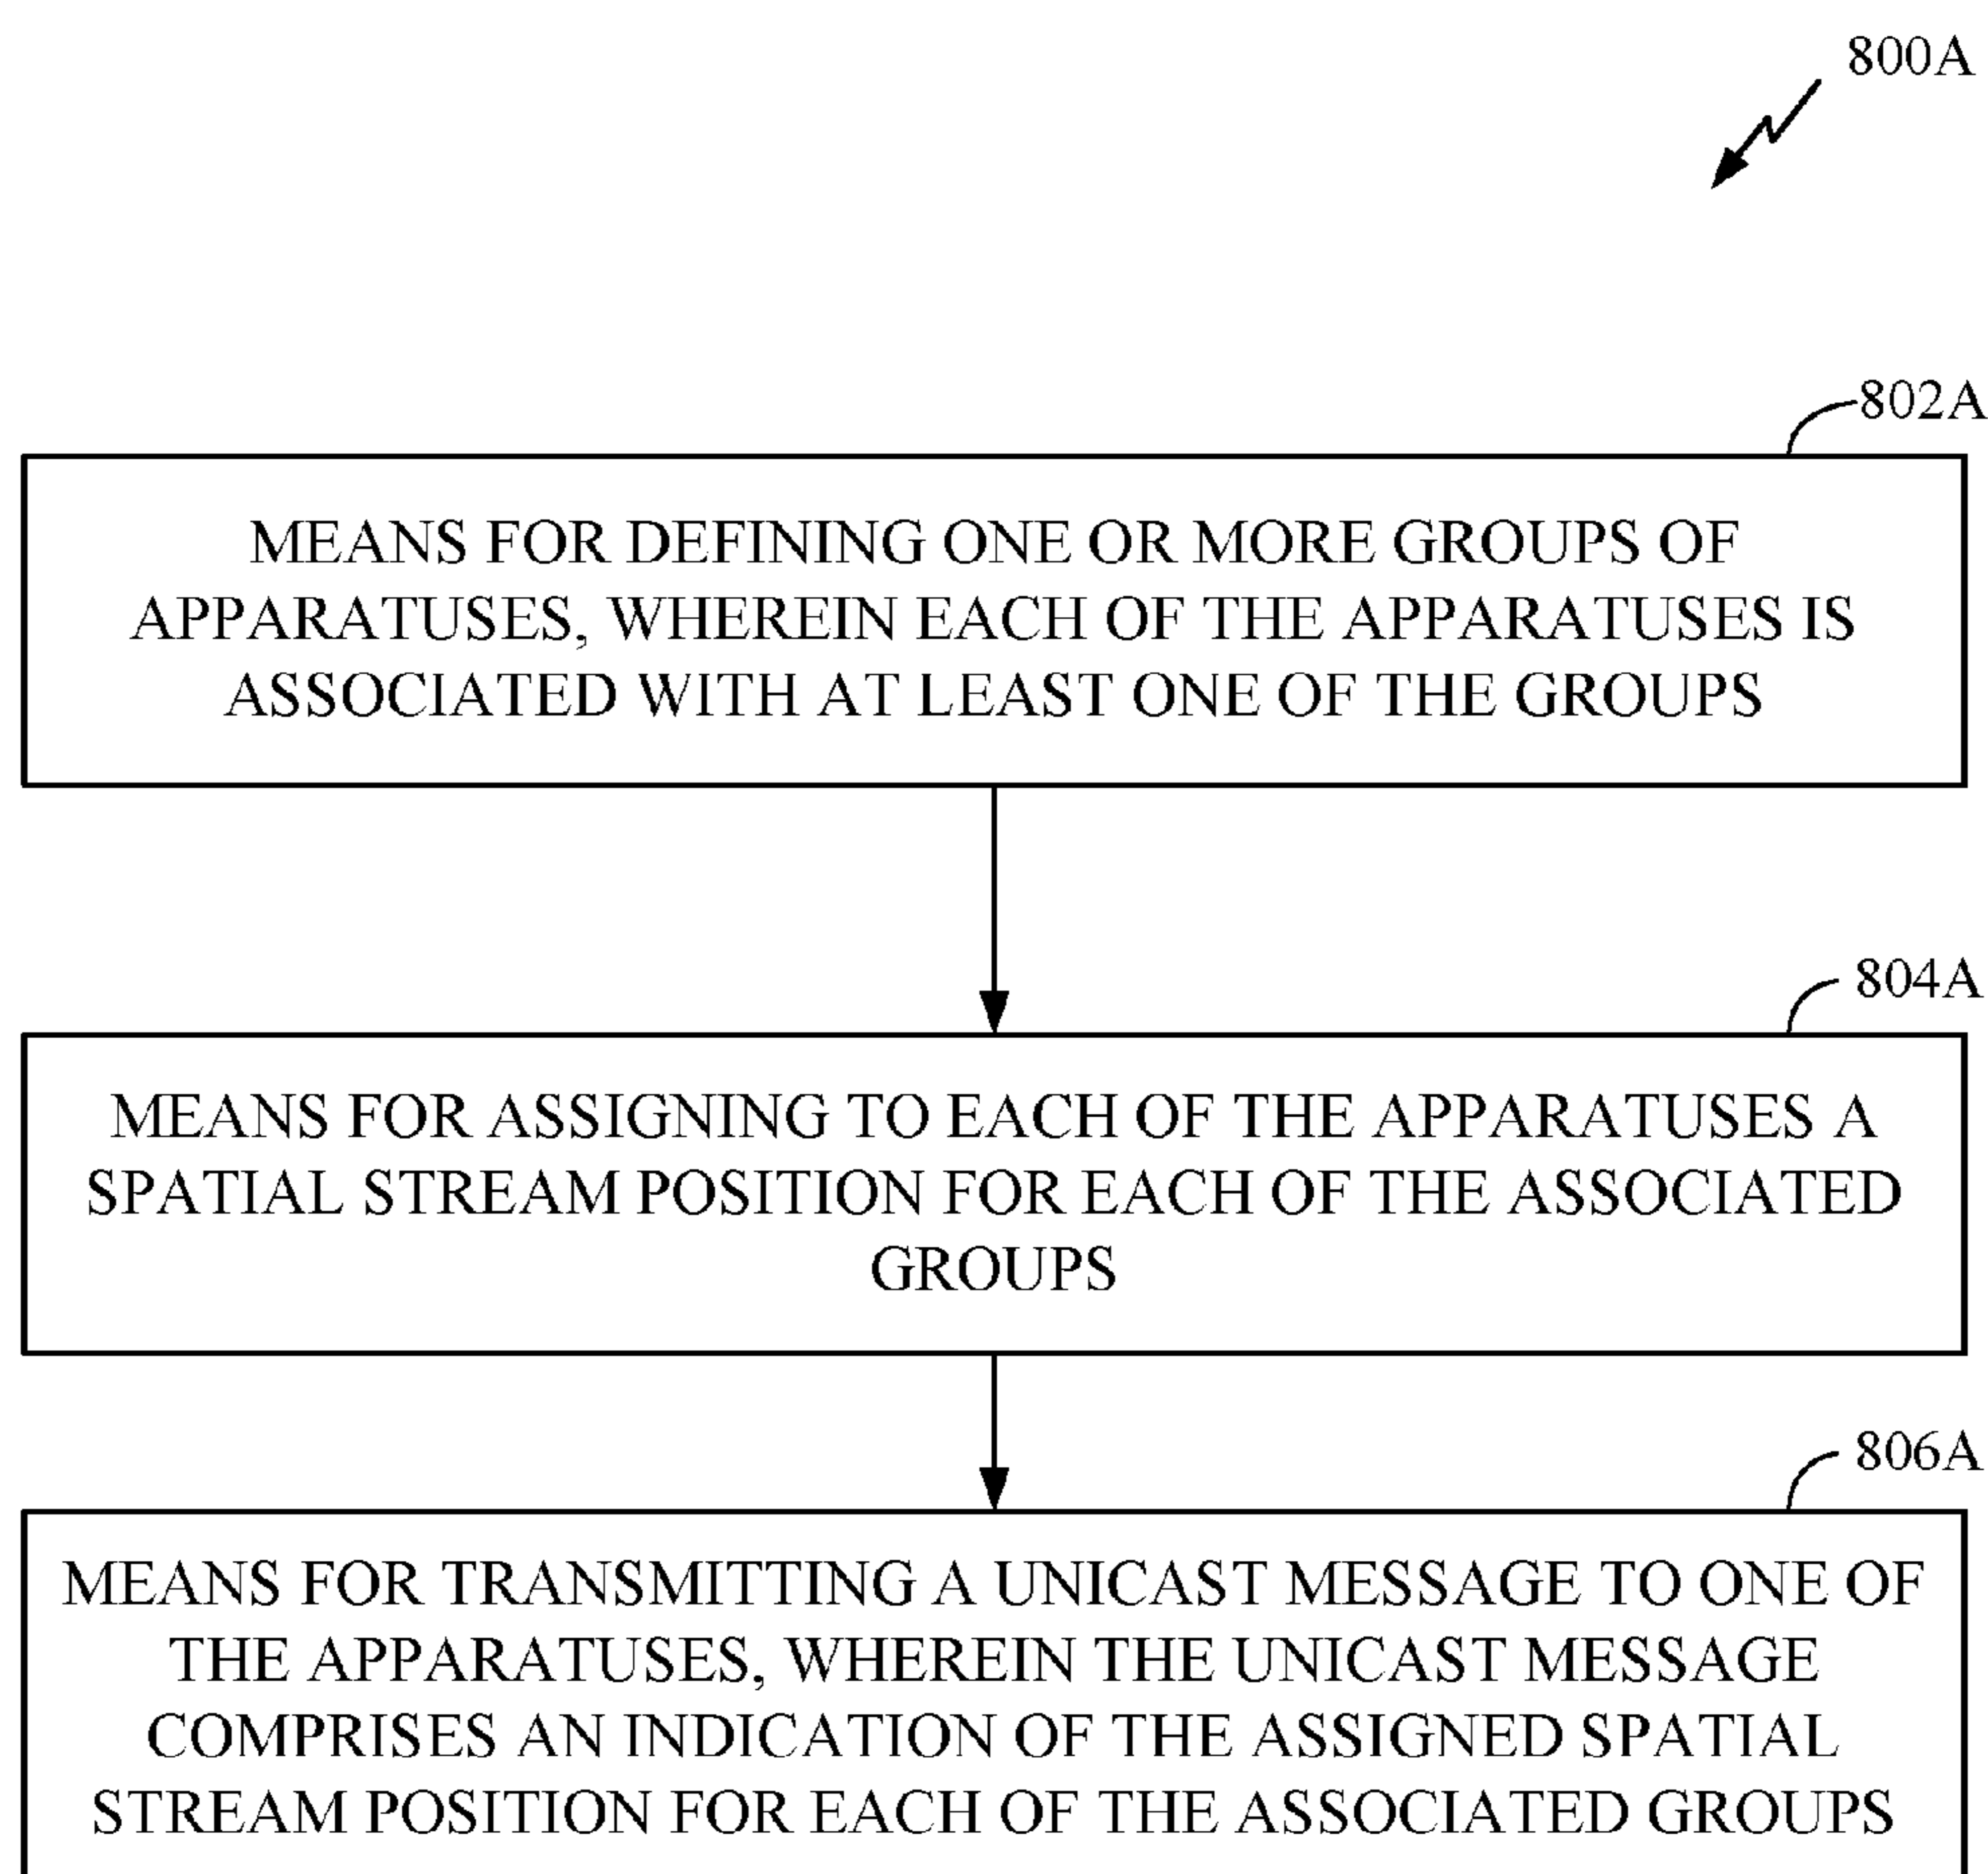 800A
802A
MEANS FOR DEFINING ONE OR MORE GROUPS OF
APPARATUSES, WHEREIN EACH OF THE APPARATUSES IS
ASSOCIATED WITH AT LEAST ONE OF THE GROUPS
804A
MEANS FOR ASSIGNING TO EACH OF THE APPARATUSES A
SPATIAL STREAM POSITION FOR EACH OF THE ASSOCIATED
GROUPS
806A
MEANS FOR TRANSMITTING A UNICAST MESSAGE TO ONE OF
THE APPARATUSES, WHEREIN THE UNICAST MESSAGE
COMPRISES AN INDICATION OF THE ASSIGNED SPATIAL
STREAM POSITION FOR EACH OF THE ASSOCIATED GROUPS